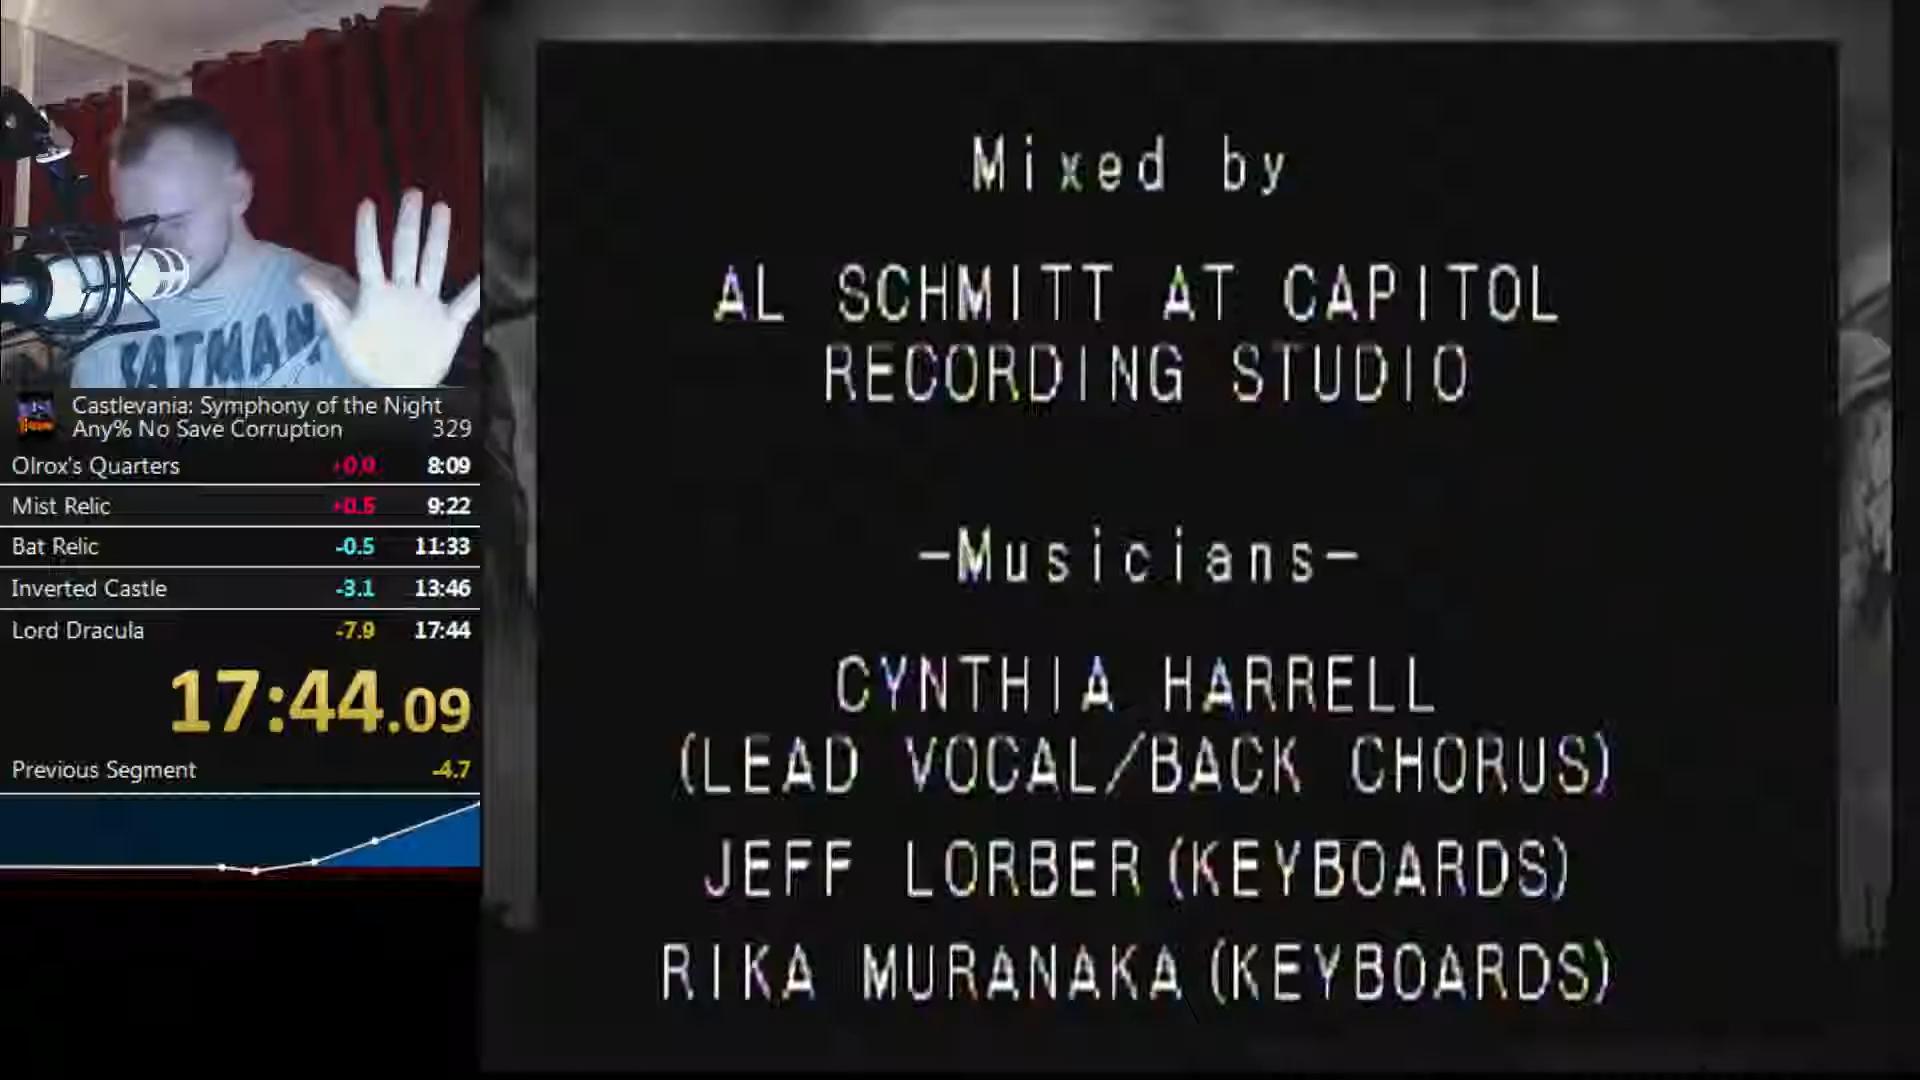 BATMAN
Castlevania: Symphony of the Night
Any% No Save Corruption 329
Olrox's Quarters +0.0 8:09
Mist Relic +0.5 9:22
Bat Relic -0.5 11:33
Inverted Castle -3.1 13:46
Lord Dracula -7.9 17:44
17:44.09
Previous Segment -4.7
Mixed by
AL SCHMITT AT CAPITOL
RECORDING STUDIO
-Musicians-
CYNTHIA HARRELL
(LEAD VOCAL/BACK CHORUS)
JEFF LORBER(KEYBOARDS)
RIKA MURANAKA(KEYBOARDS)